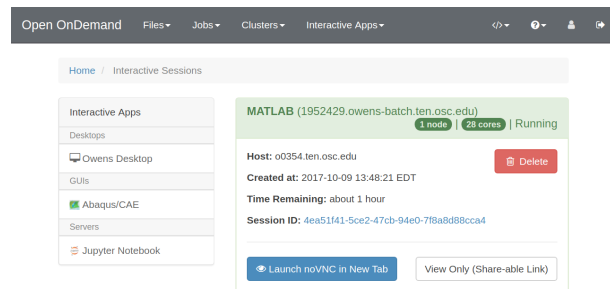 Open OnDemand Files Jobs Clusters Interactive Apps </>
Home / Interactive Sessions
Interactive Apps
Desktops
Owens Desktop
GUIs
Abaqus/CAE
Servers
Jupyter Notebook
MATLAB (1952429.owens-batch.ten.osc.edu)
1 node | 28 cores | Running
Host: o0354.ten.osc.edu
Delete
Created at: 2017-10-09 13:48:21 EDT
Time Remaining: about 1 hour
Session ID: 4ea51f41-5ce2-47cb-94e0-7f8a8d88cca4
Launch noVNC in New Tab
View Only (Share-able Link)